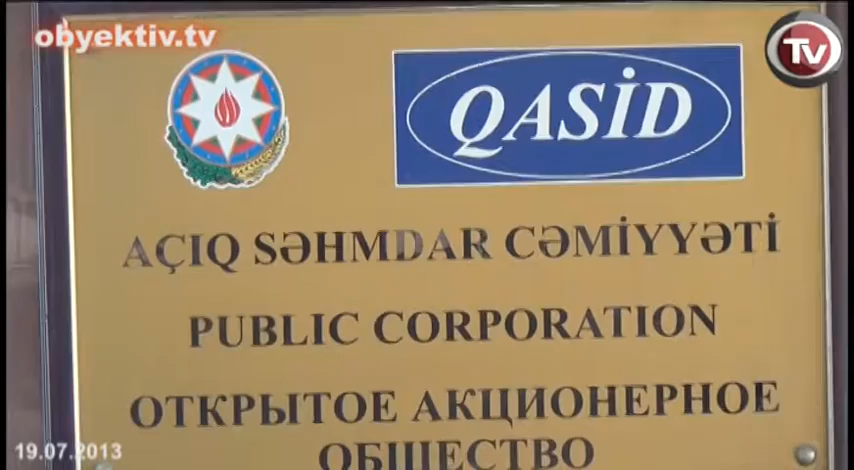 obyektiv.tv
TV
QASİD
AÇIQ SƏHMDAR CƏMİYYƏTİ
PUBLIC CORPORATION
ОТКРЫТОЕ АКЦИОНЕРНОЕ
ОБЩЕСТВО
19.07.2013